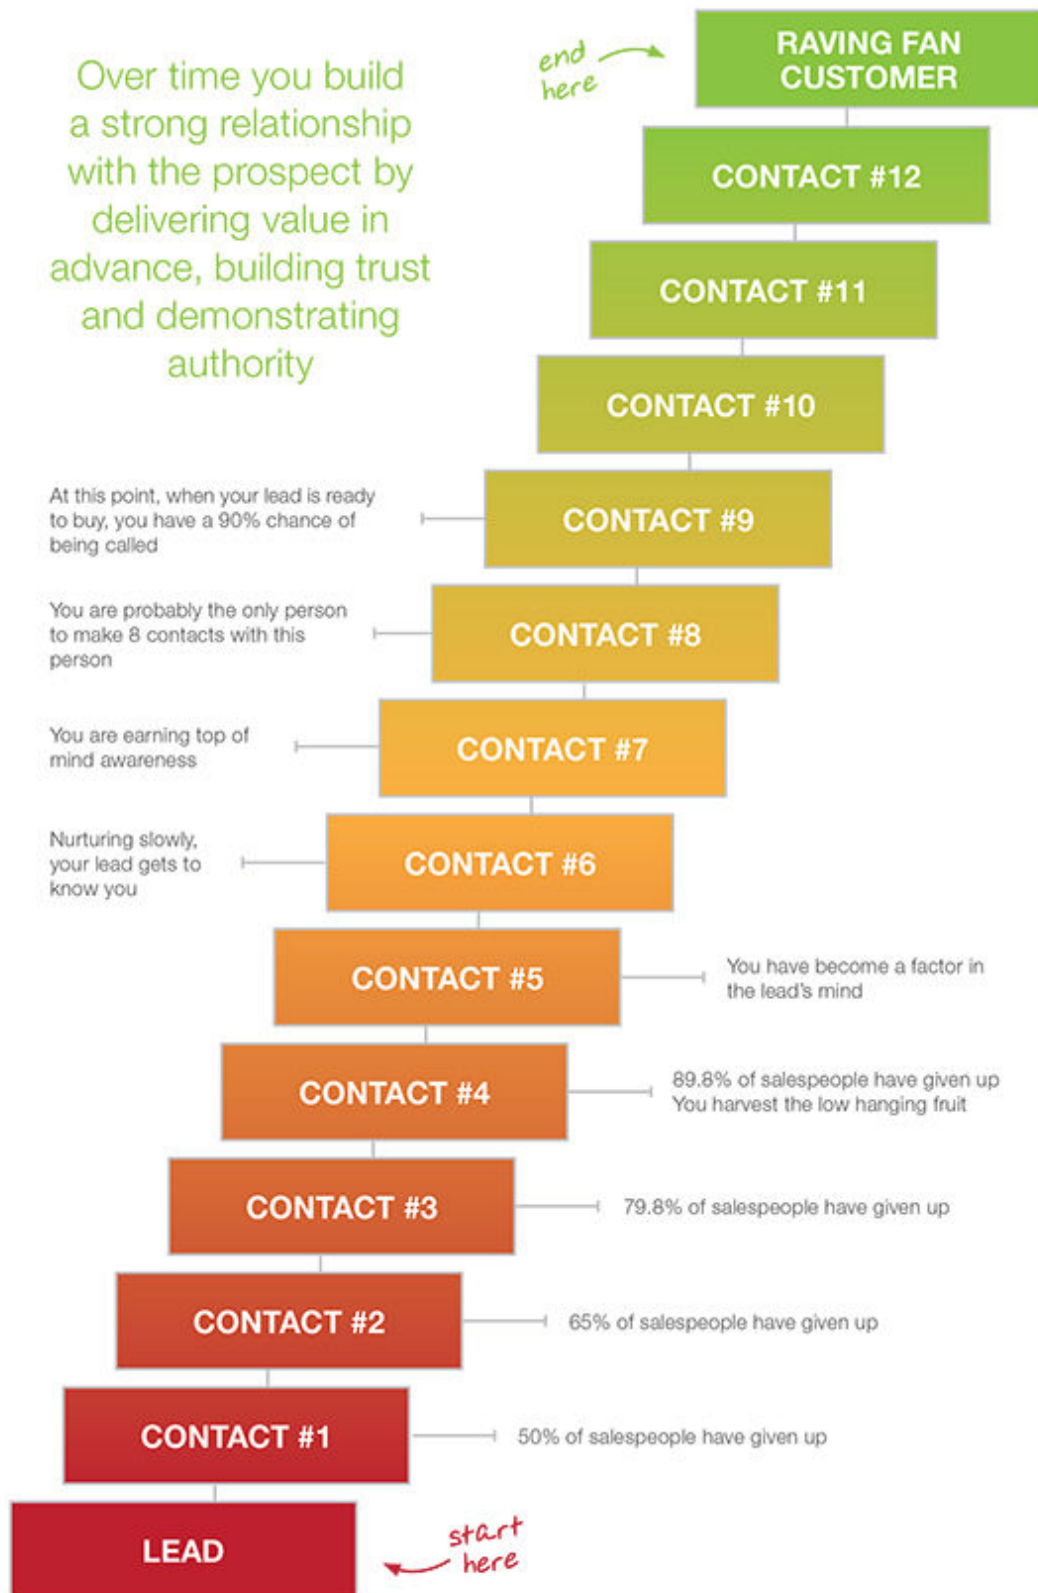 Over time you build
a strong relationship
with the prospect by
delivering value in
advance, building trust
and demonstrating
authority
end
here
RAVING FAN
CUSTOMER
CONTACT #12
CONTACT #11
CONTACT #10
At this point, when your lead is ready
to buy, you have a 90% chance of
being called
CONTACT #9
You are probably the only person
to make 8 contacts with this
person
CONTACT #8
You are earning top of
mind awareness
CONTACT #7
Nurturing slowly,
your lead gets to
know you
CONTACT #6
CONTACT #5
You have become a factor in
the lead's mind
CONTACT #4
89.8% of salespeople have given up
You harvest the low hanging fruit
CONTACT #3
79.8% of salespeople have given up
CONTACT #2
65% of salespeople have given up
CONTACT #1
50% of salespeople have given up
LEAD
start
here